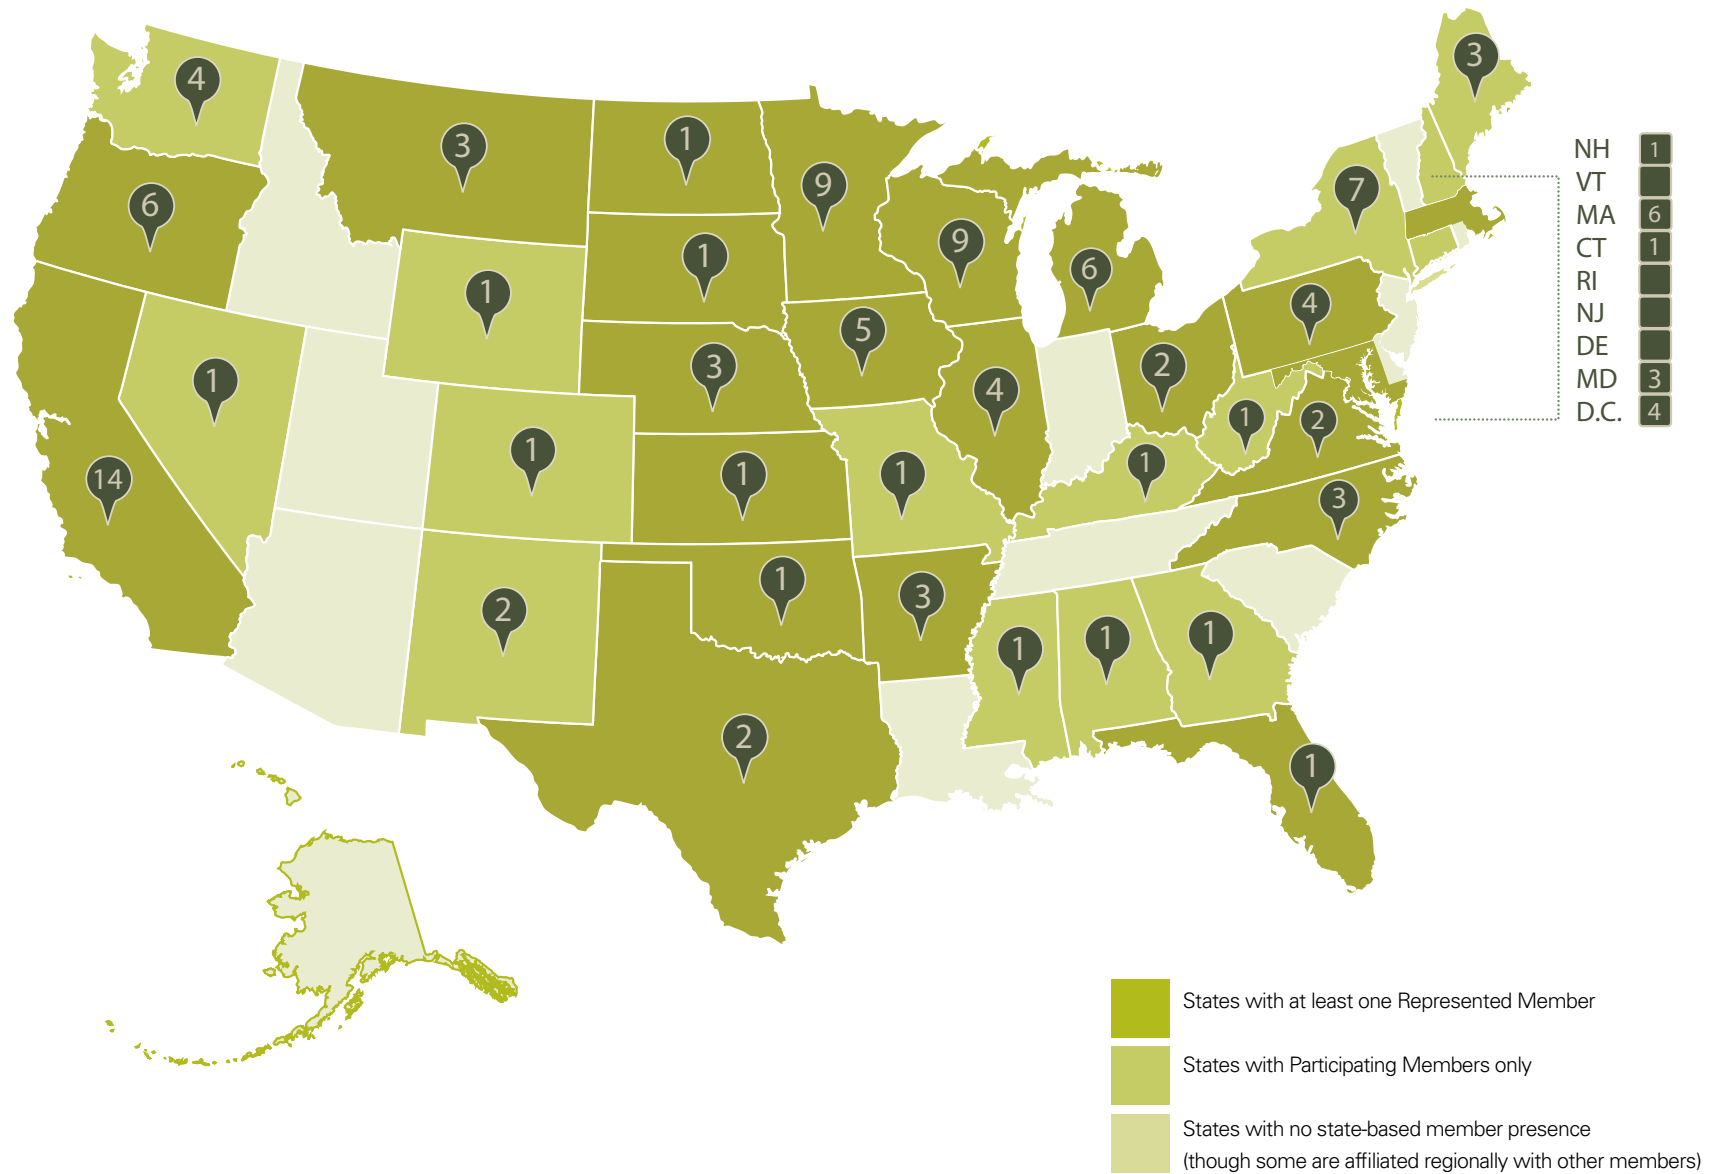 3
4
1
3
NH 1
9
VT
7
6
MA 6
9
CT 1
1
6
RI
1
4
NJ
5
DE
2
3
1
MD 3
4
D.C. 4
1
2
1
1
1
1
14
3
1
3
2
1
1
1
1
2
1
States with at least one Represented Member
States with Participating Members only
States with no state-based member presence
(though some are affiliated regionally with other members)